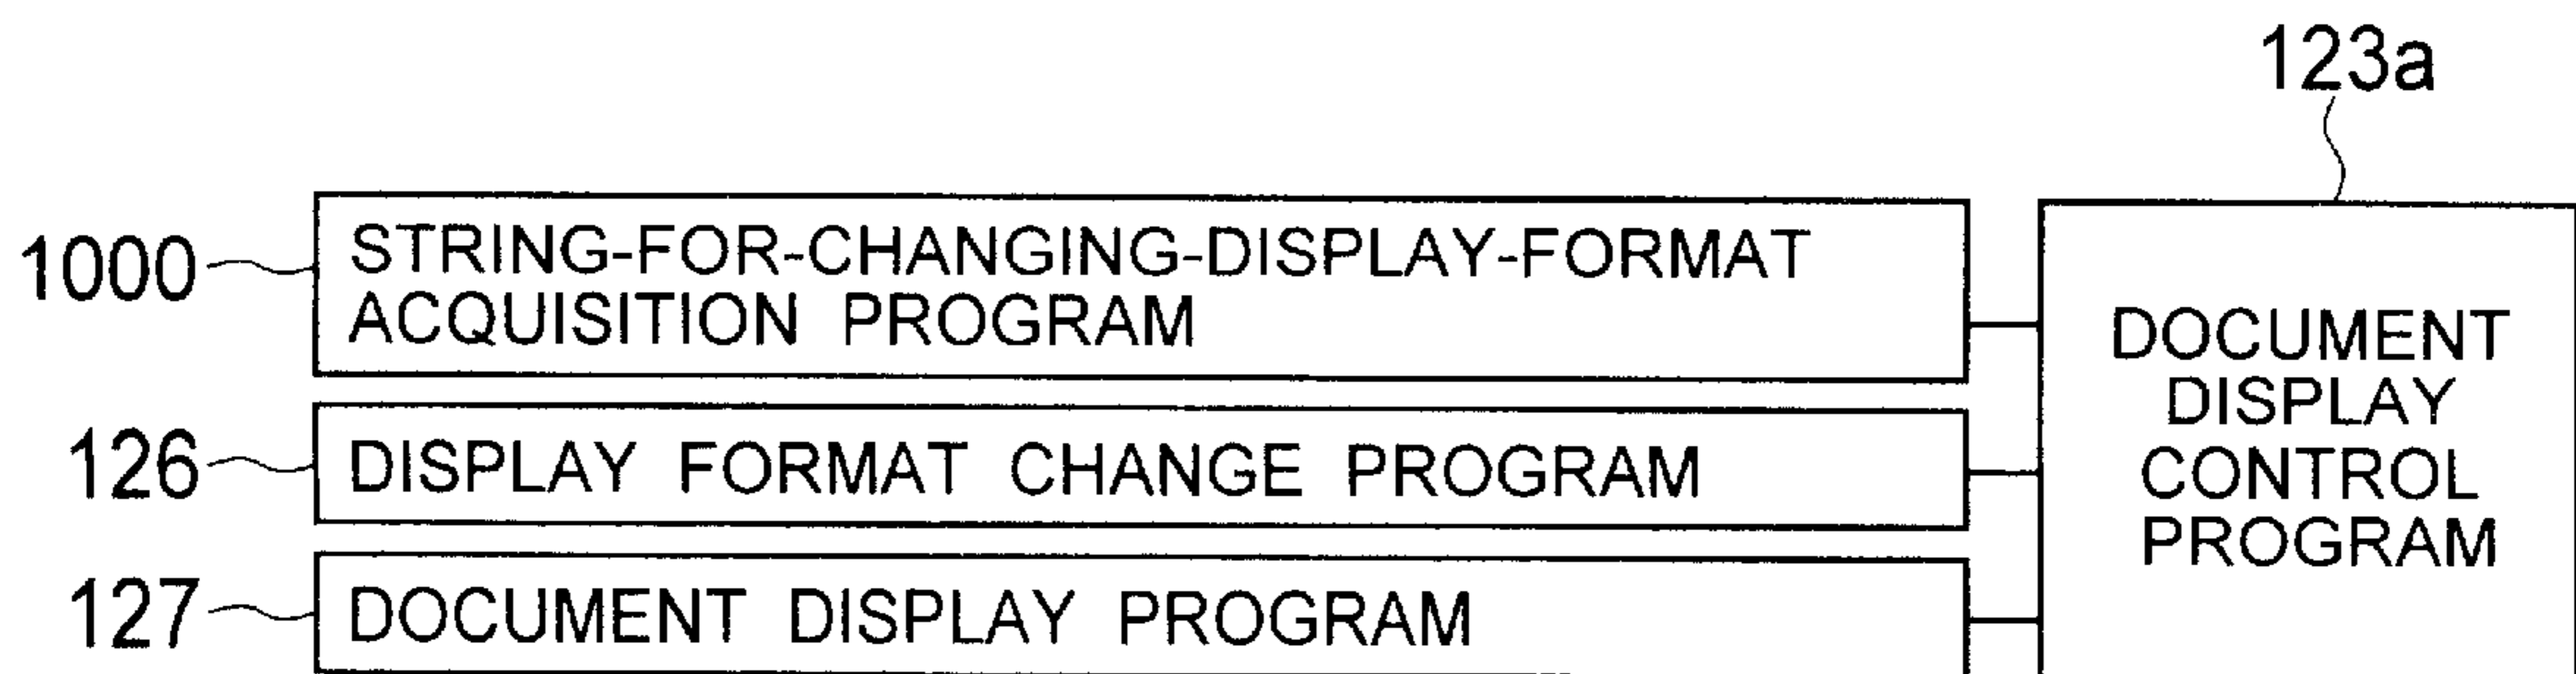 123a
1000
STRING-FOR-CHANGING-DISPLAY-FORMAT
ACQUISITION PROGRAM
126
DISPLAY FORMAT CHANGE PROGRAM
127
DOCUMENT DISPLAY PROGRAM
DOCUMENT
DISPLAY
CONTROL
PROGRAM